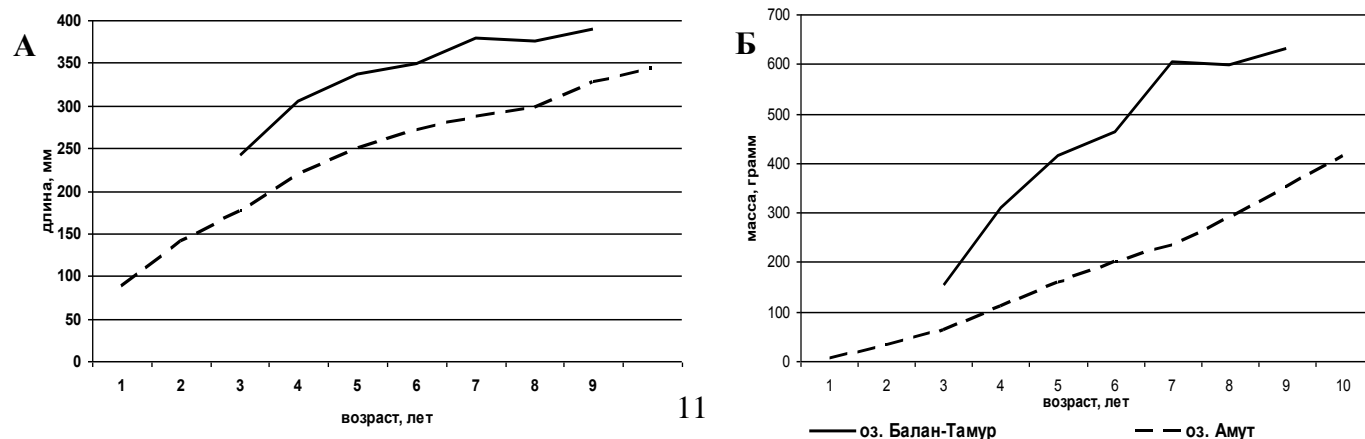 А
длина, мм
400
350
300
250
200
150
100
50
0
1 2 3 4 5 6 7 8 9
возраст, лет
11
Б
масса, грамм
700
600
500
400
300
200
100
0
1 2 3 4 5 6 7 8 9 10
возраст, лет
оз. Балан-Тамур оз. Амут